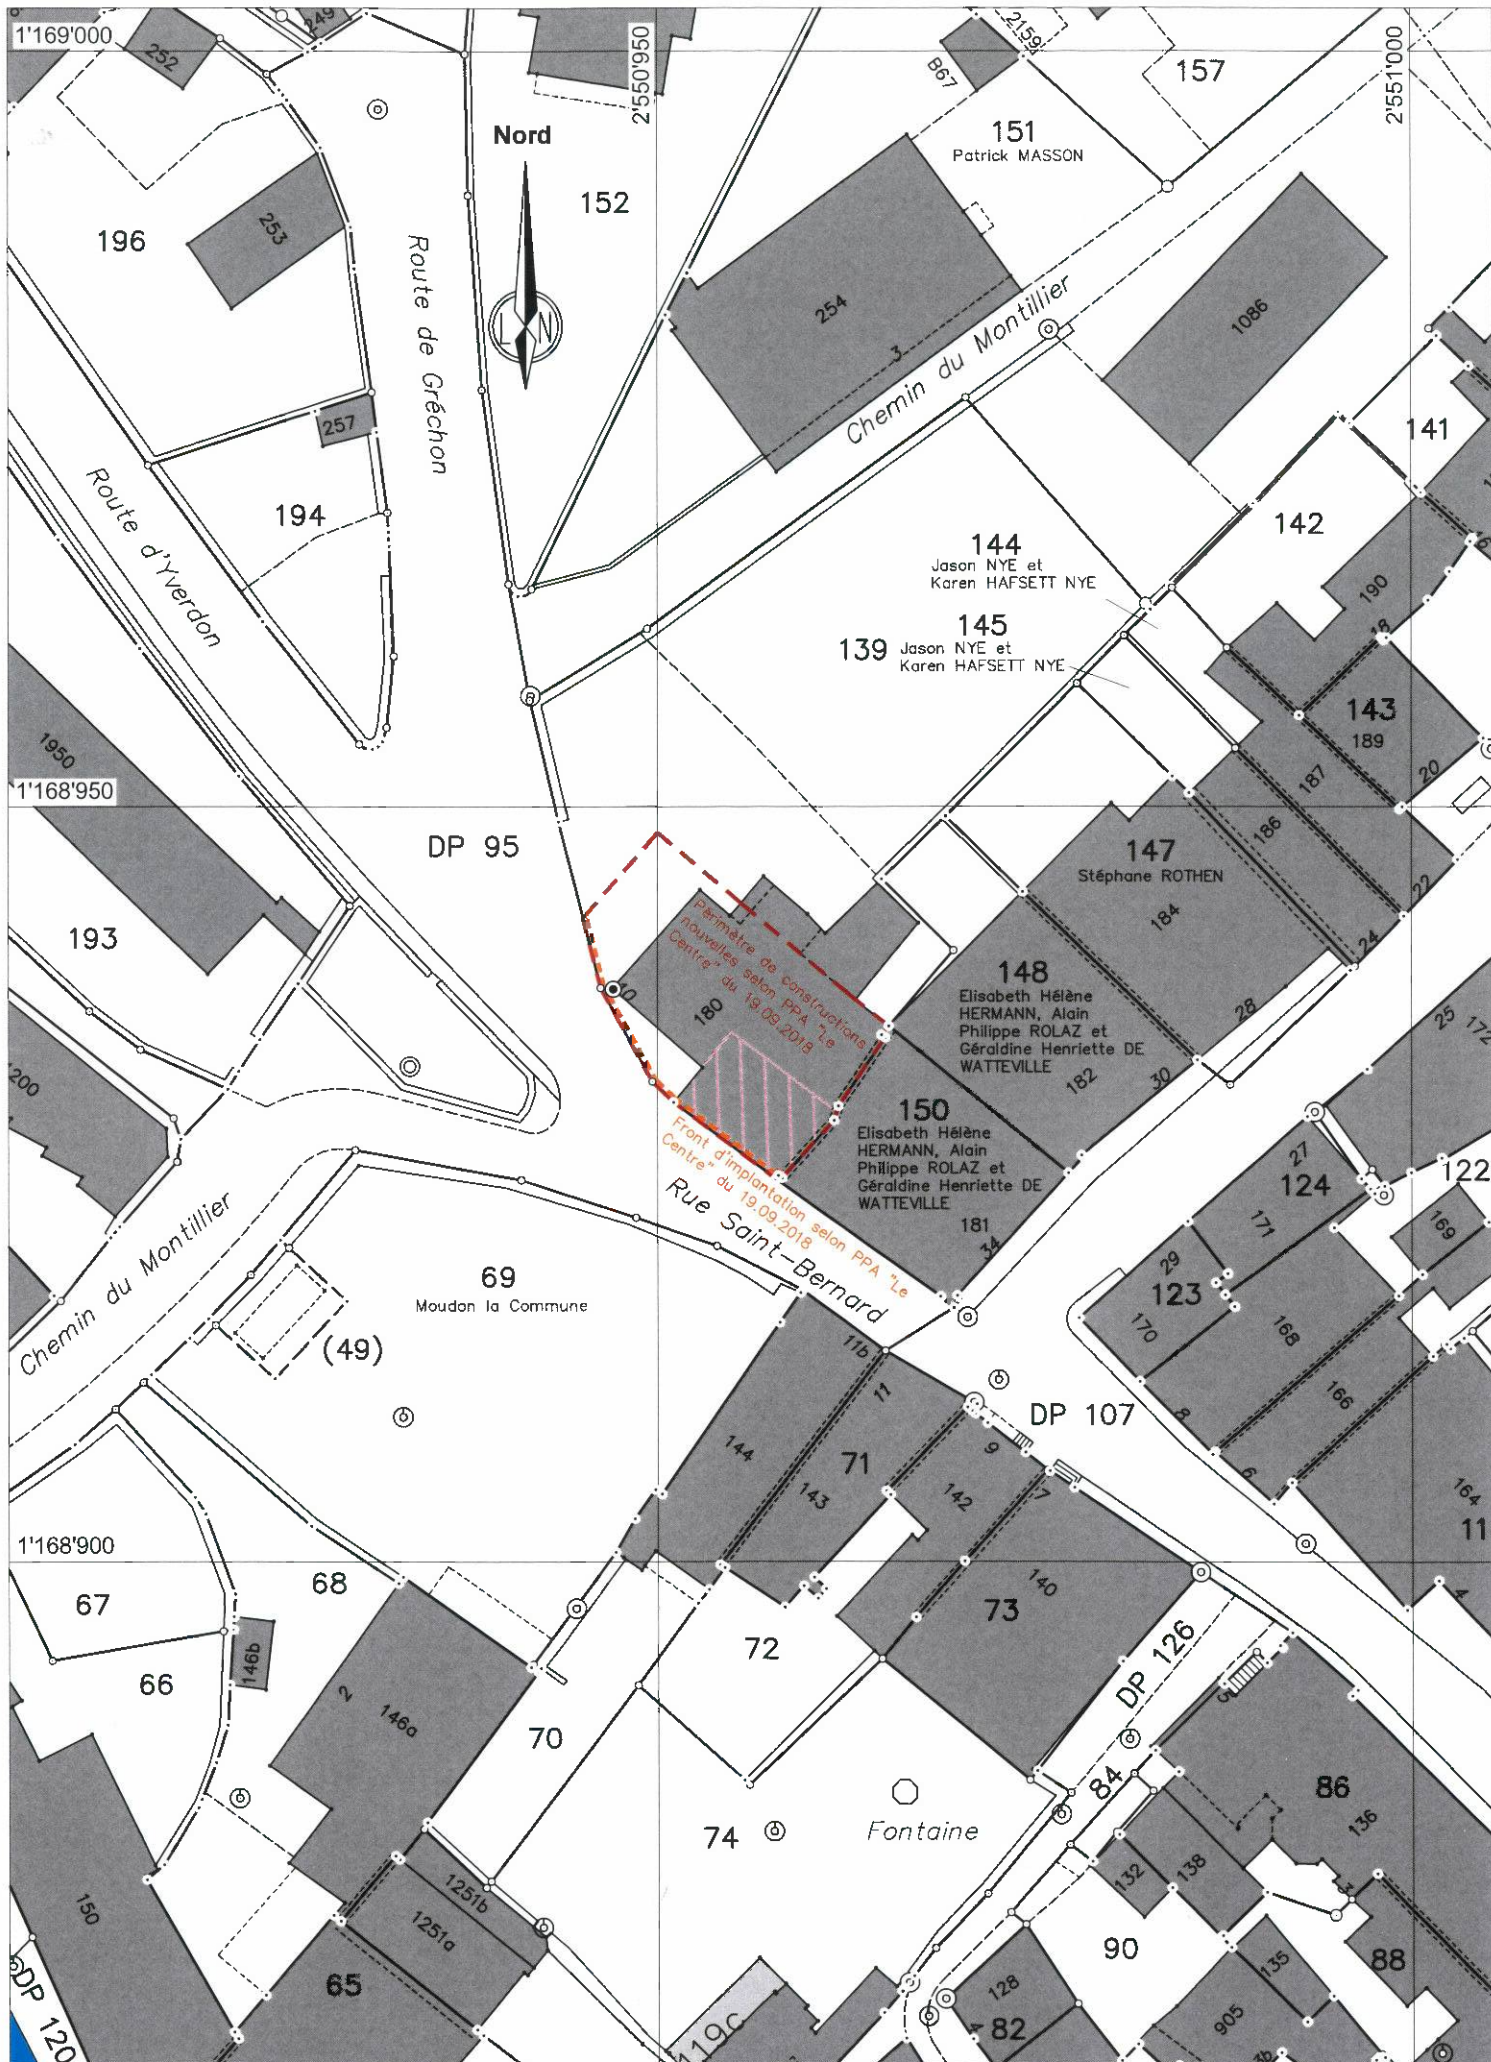 1'169'000
252
249
2'550'950
2159
B67
157
2'551'000
Nord
151
Patrick MASSON
152
196
253
Route de Gréchon
L N
254
3
Chemin du Montillier
1086
257
194
Route d'Yverdon
141
142
144
Jason NYE et
Karen HAFSETT NYE
139
145
Jason NYE et
Karen HAFSETT NYE
190
18
143
189
20
187
186
22
1950
1'168'950
DP 95
147
Stéphane ROTHEN
184
24
193
10
180
Périmètre de constructions
nouvelles selon PPA "Le
Centre" du 19.09.2018
148
Elisabeth Hélène
HERMANN, Alain
Philippe ROLAZ et
Géraldine Henriette DE
WATTEVILLE
182
28
30
25
172
1200
150
Elisabeth Hélène
HERMANN, Alain
Philippe ROLAZ et
Géraldine Henriette DE
WATTEVILLE
181
34
Front d'implantation selon PPA "Le
Centre" du 19.09.2018
Rue Saint-Bernard
27
124
171
122
169
29
123
170
168
Chemin du Montillier
69
Moudon la Commune
(49)
11b
11
144
71
143
9
142
7
DP 107
8
6
166
164
11
4
1'168'900
67
68
66
146b
2
146a
70
72
140
73
DP 126
5
84
86
136
74
Fontaine
132
138
150
1251b
1251a
65
DP 120
90
88
135
128
82
4
905
3b
119c